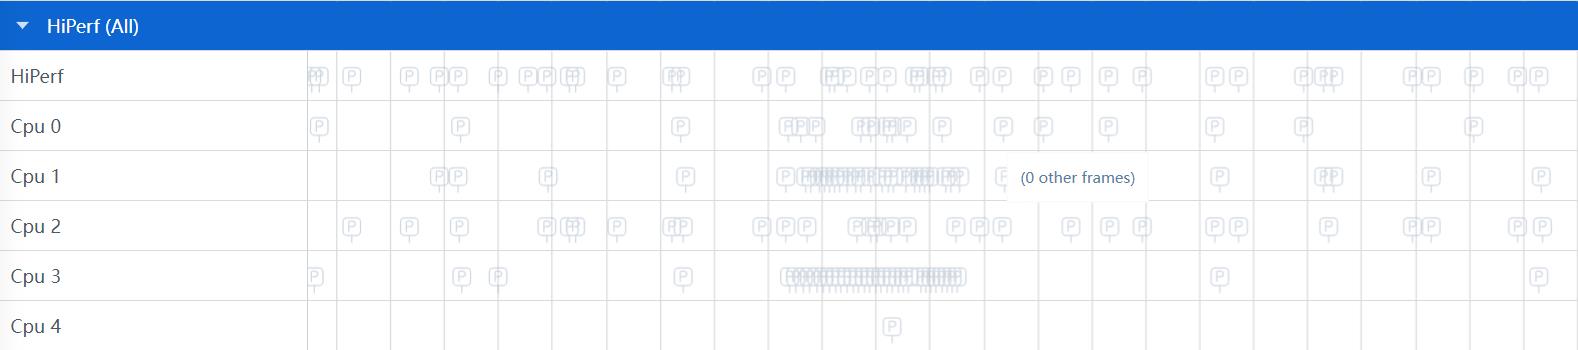 HiPerf (All)
HiPerf
Cpu 0
Cpu 1
(0 other frames)
Cpu 2
Cpu 3
Cpu 4